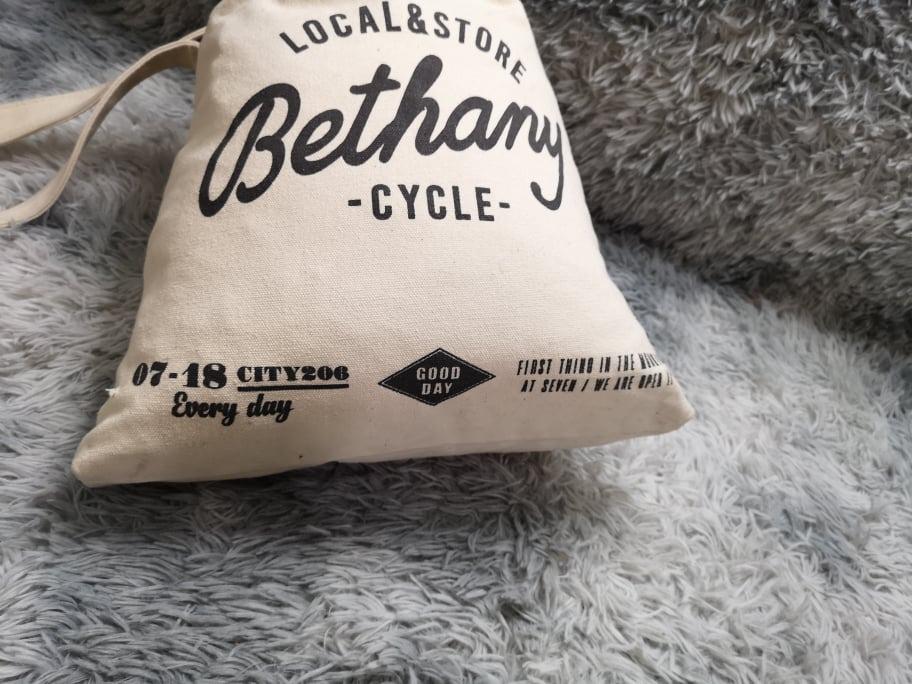 LOCAL&STORE
Bethany
-CYCLE-
07-18 CITY206
Every day
GOOD
DAY
FIRST THING IN THE
AT SEVEN / WE ARE OPEN